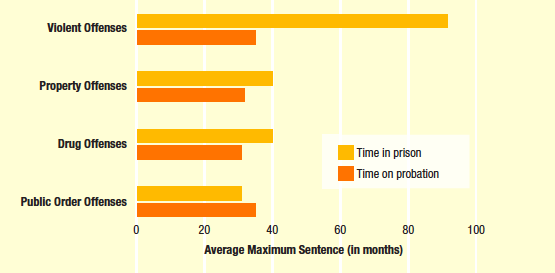 Violent Offenses
Property Offenses
Drug Offenses
Public Order Offenses
Time in prison
Time on probation
0 20 40 60 80 100
Average Maximum Sentence (in months)